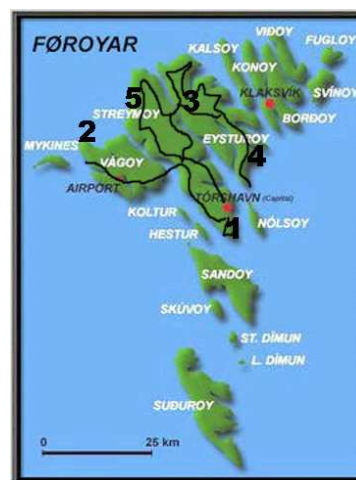 FØROYAR
VIÐOY
KALSOY
FUGLOY
KONOY
KLAKSVÍK
SVÍNOY
5
3
STREYMOY
BORÐOY
2
EYSTUROY
MYKINES
VÁGOY
4
AIRPORT
TÓRSHAVN (Capital)
KOLTUR
1
NÓLSOY
HESTUR
SANDOY
SKÚVOY
ST. DÍMUN
L. DÍMUN
SUÐUROY
0 25 km